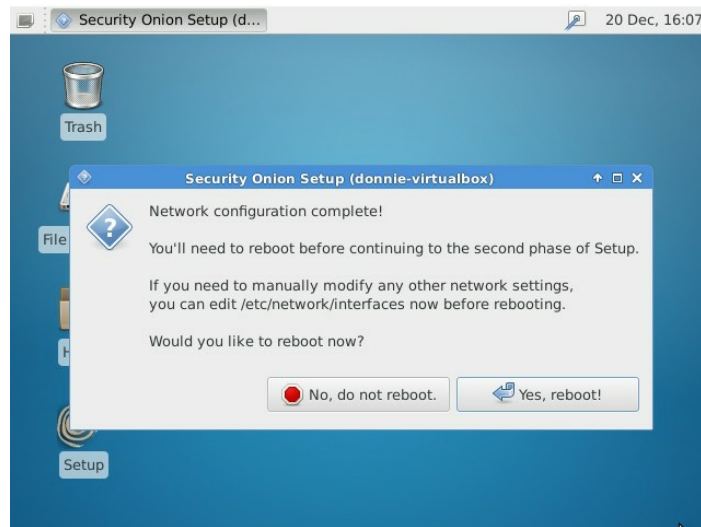 Security Onion Setup (d...
20 Dec, 16:07
Trash
Security Onion Setup (donnie-virtualbox)
Network configuration complete!
You'll need to reboot before continuing to the second phase of Setup.
If you need to manually modify any other network settings,
you can edit /etc/network/interfaces now before rebooting.
Would you like to reboot now?
No, do not reboot.
Yes, reboot!
File
H
Setup